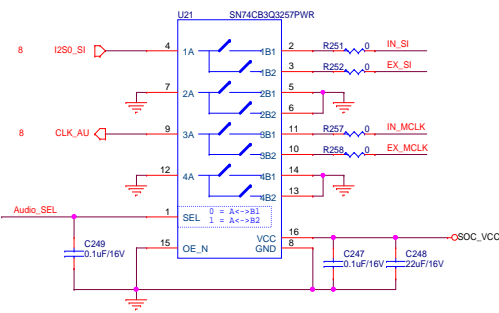 U21 SN74CB3Q3257PWR
8 I2S0_SI 4 1A 1B1 2 R251 0 IN_SI
1B2 3 R252 0 EX_SI
7 2A 2B1 5
2B2 6
8 CLK_AU 9 3A 3B1 11 R257 0 IN_MCLK
3B2 10 R258 0 EX_MCLK
12 4A 4B1 14
4B2 13
Audio_SEL 1 SEL 0 = A<->B1
1 = A<->B2
VCC 16 SOC_VCC
15 OE_N GND 8
C249
0.1uF/16V
C247
0.1uF/16V
C248
22uF/16V